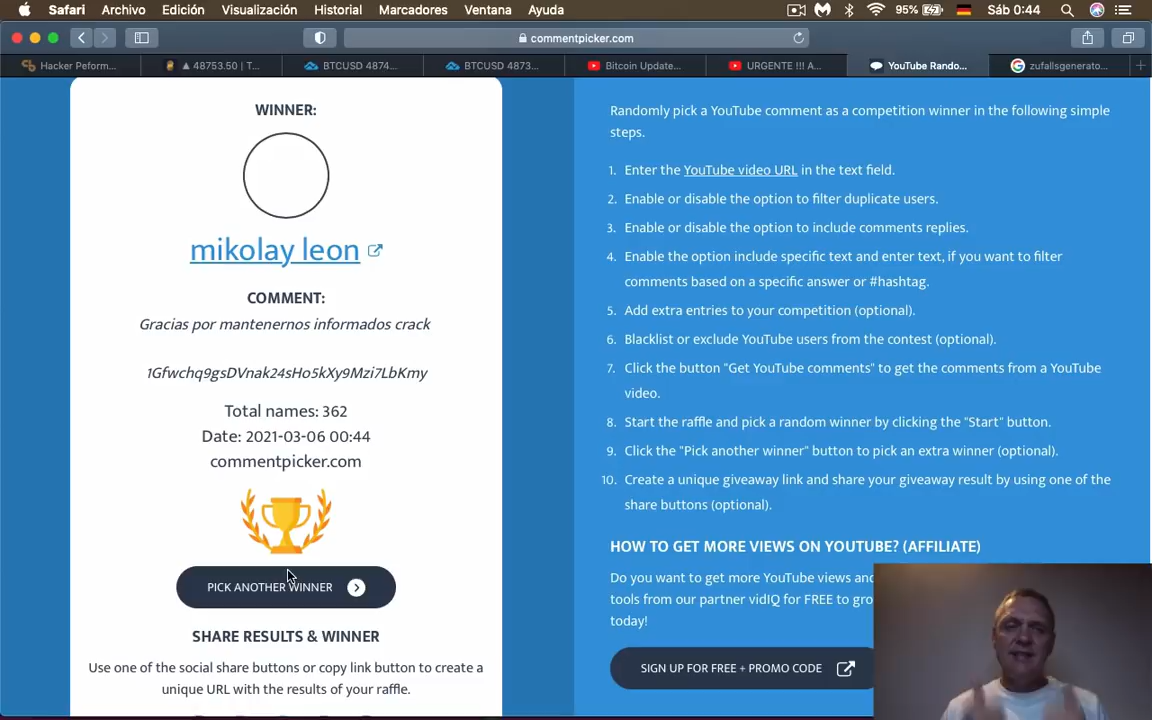 Safari Archivo Edición Visualización Historial Marcadores Ventana Ayuda 95% Sáb 0:44
commentpicker.com
Hacker Peform... ▲ 48753.50 | T... BTCUSD 4874... BTCUSD 4873... Bitcoin Update... URGENTE !!! A... YouTube Rando... zufallsgenerato...
WINNER:
mikolay leon
COMMENT:
Gracias por mantenernos informados crack
1Gfwchq9gsDVnak24sHo5kXy9Mzi7LbKmy
Total names: 362
Date: 2021-03-06 00:44
commentpicker.com
PICK ANOTHER WINNER
SHARE RESULTS & WINNER
Use one of the social share buttons or copy link button to create a
unique URL with the results of your raffle.
Randomly pick a YouTube comment as a competition winner in the following simple
steps.
1. Enter the YouTube video URL in the text field.
2. Enable or disable the option to filter duplicate users.
3. Enable or disable the option to include comments replies.
4. Enable the option include specific text and enter text, if you want to filter
comments based on a specific answer or #hashtag.
5. Add extra entries to your competition (optional).
6. Blacklist or exclude YouTube users from the contest (optional).
7. Click the button "Get YouTube comments" to get the comments from a YouTube
video.
8. Start the raffle and pick a random winner by clicking the "Start" button.
9. Click the "Pick another winner" button to pick an extra winner (optional).
10. Create a unique giveaway link and share your giveaway result by using one of the
share buttons (optional).
HOW TO GET MORE VIEWS ON YOUTUBE? (AFFILIATE)
Do you want to get more YouTube views and
tools from our partner vidIQ for FREE to gro
today!
SIGN UP FOR FREE + PROMO CODE